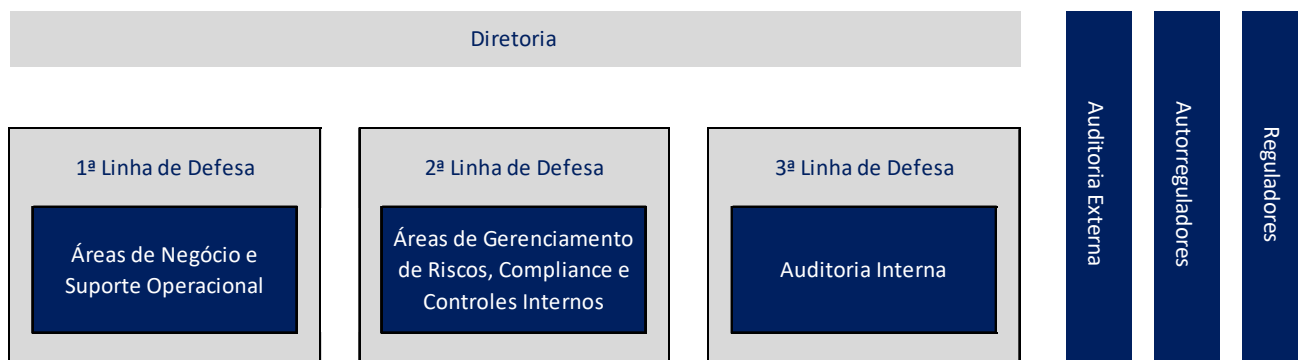 Diretoria
1ª Linha de Defesa
Áreas de Negócio e
Suporte Operacional
2ª Linha de Defesa
Áreas de Gerenciamento
de Riscos, Compliance e
Controles Internos
3ª Linha de Defesa
Auditoria Interna
Auditoria Externa
Autorreguladores
Reguladores